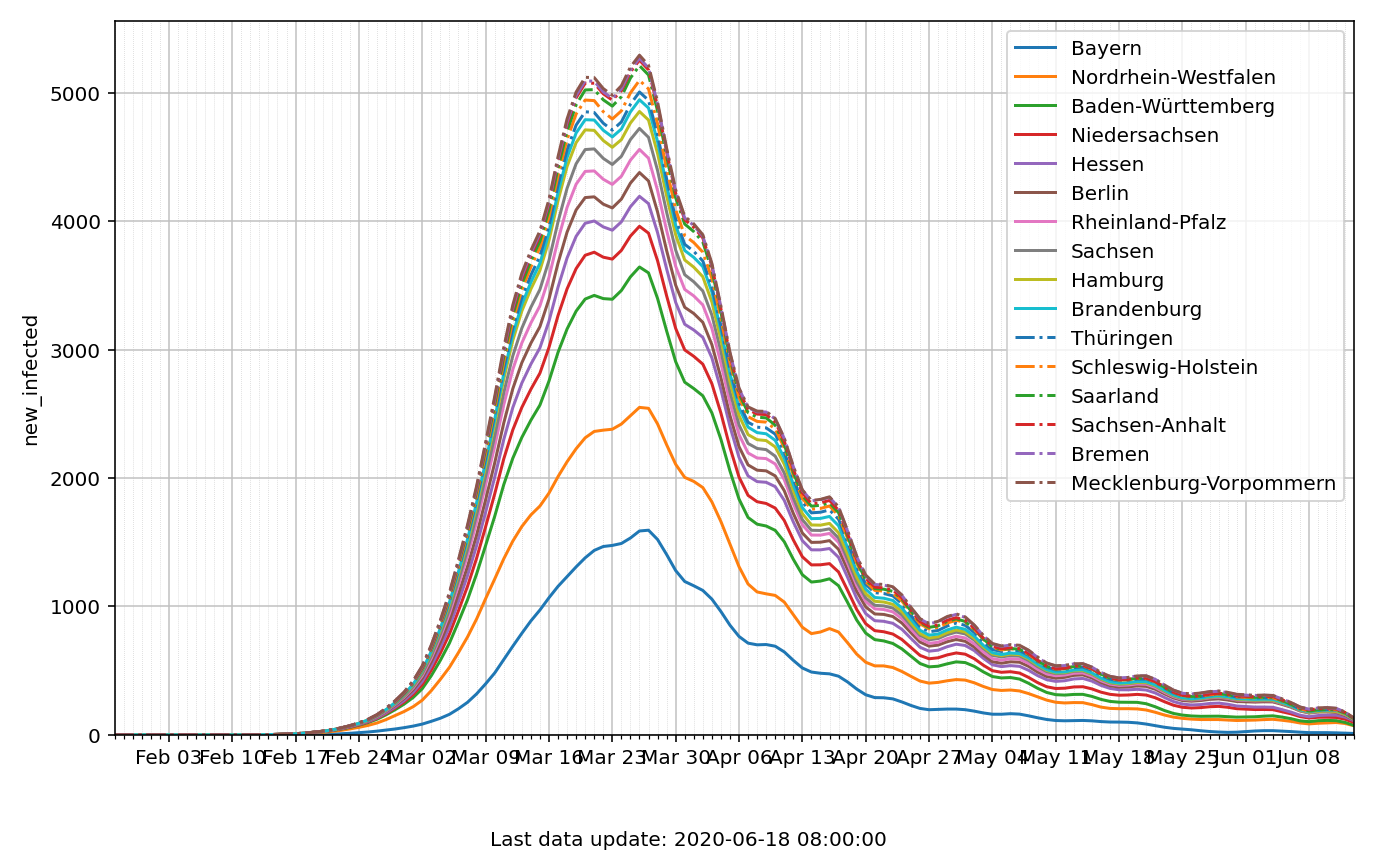 5000
4000
3000
2000
1000
0
new_infected
Bayern
Nordrhein-Westfalen
Baden-Württemberg
Niedersachsen
Hessen
Berlin
Rheinland-Pfalz
Sachsen
Hamburg
Brandenburg
Thüringen
Schleswig-Holstein
Saarland
Sachsen-Anhalt
Bremen
Mecklenburg-Vorpommern
Feb 03 Feb 10 Feb 17 Feb 24 Mar 02 Mar 09 Mar 16 Mar 23 Mar 30 Apr 06 Apr 13 Apr 20 Apr 27 May 04 May 11 May 18 May 25 Jun 01 Jun 08
Last data update: 2020-06-18 08:00:00